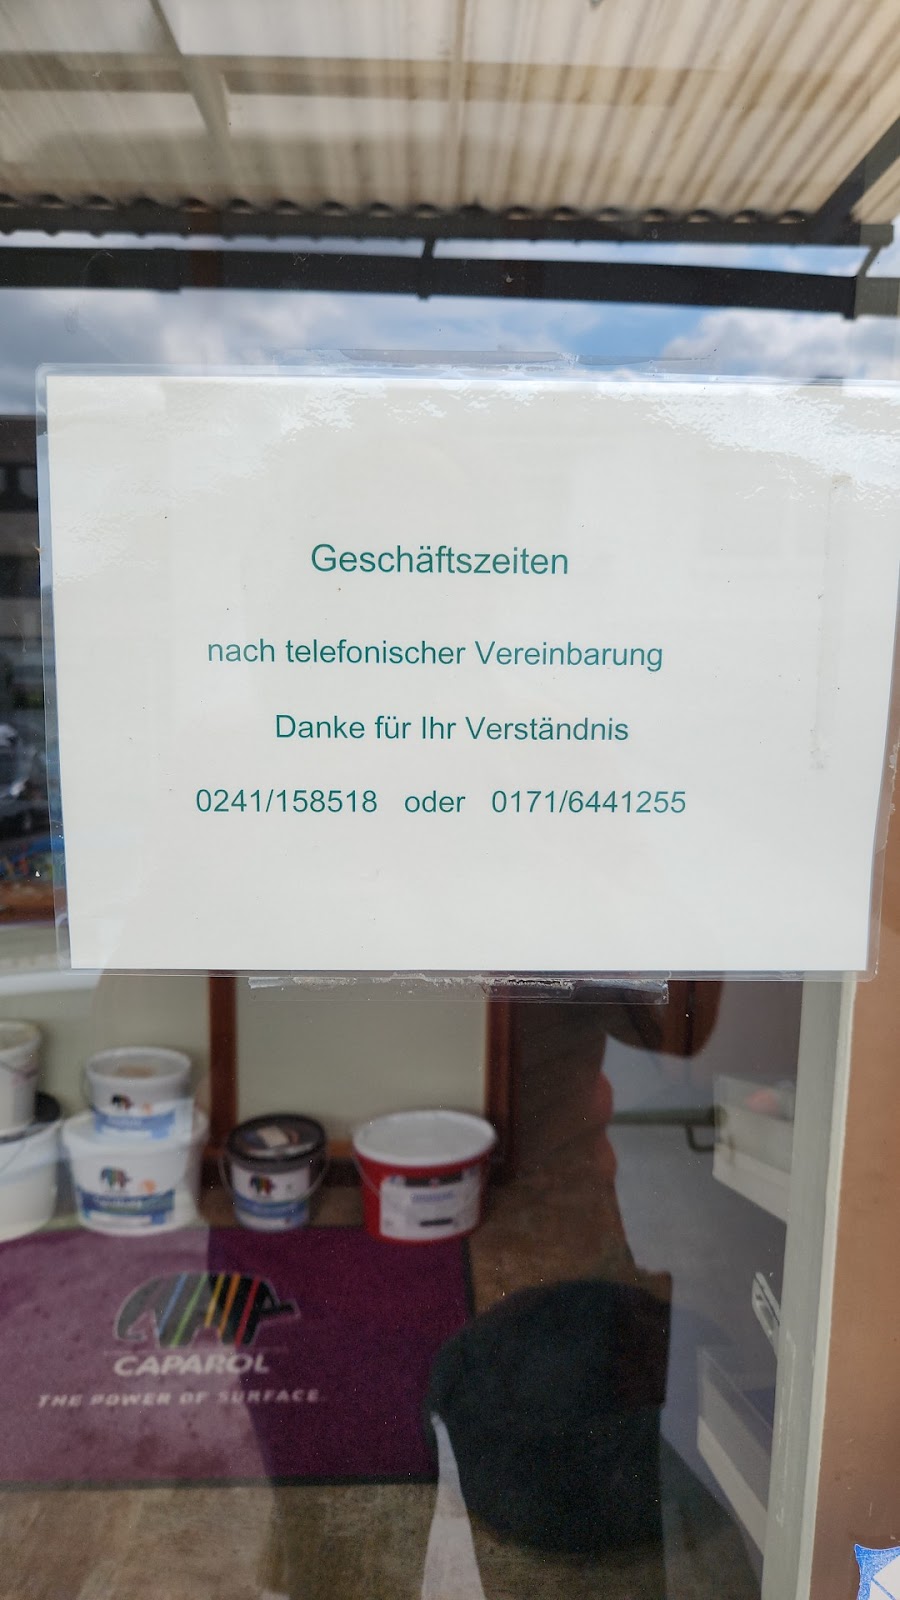 Geschäftszeiten
nach telefonischer Vereinbarung
Danke für Ihr Verständnis
0241/158518 oder 0171/6441255
CAPAROL
THE POWER OF SURFACE